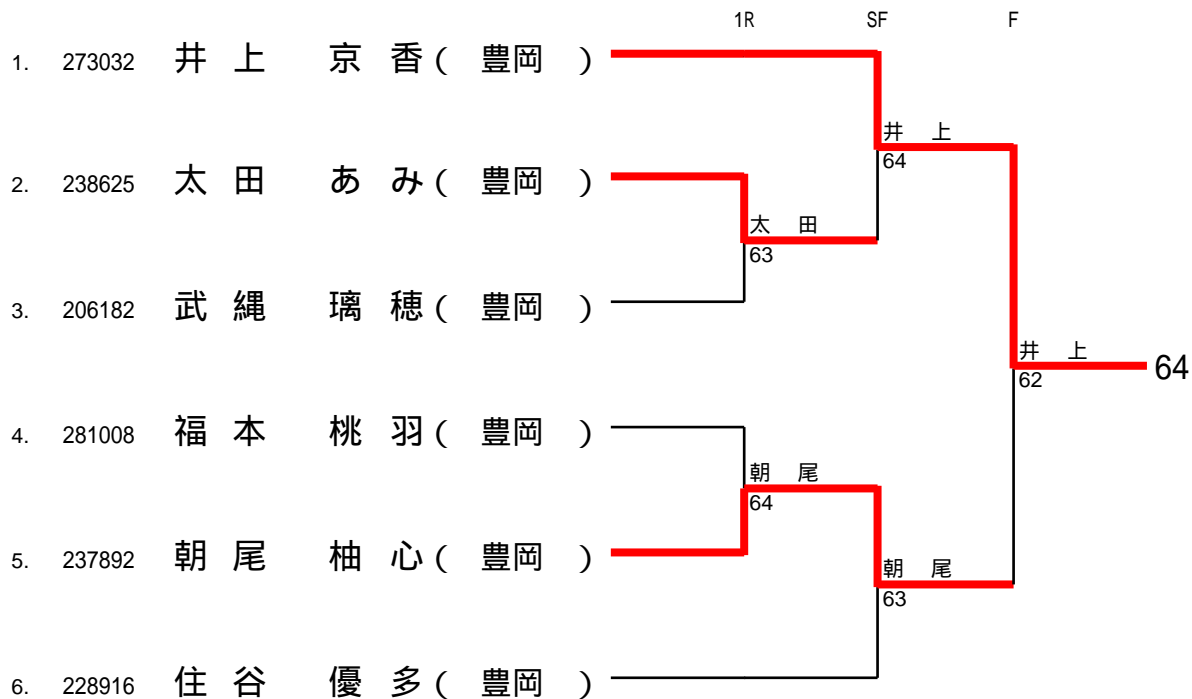 1R SF F
1. 273032 井上 京香( 豊岡 )
井上
64
2. 238625 太田 あみ( 豊岡 )
太田
63
3. 206182 武縄 璃穂( 豊岡 )
井上
62
64
4. 281008 福本 桃羽( 豊岡 )
朝尾
64
5. 237892 朝尾 柚心( 豊岡 )
朝尾
63
6. 228916 住谷 優多( 豊岡 )